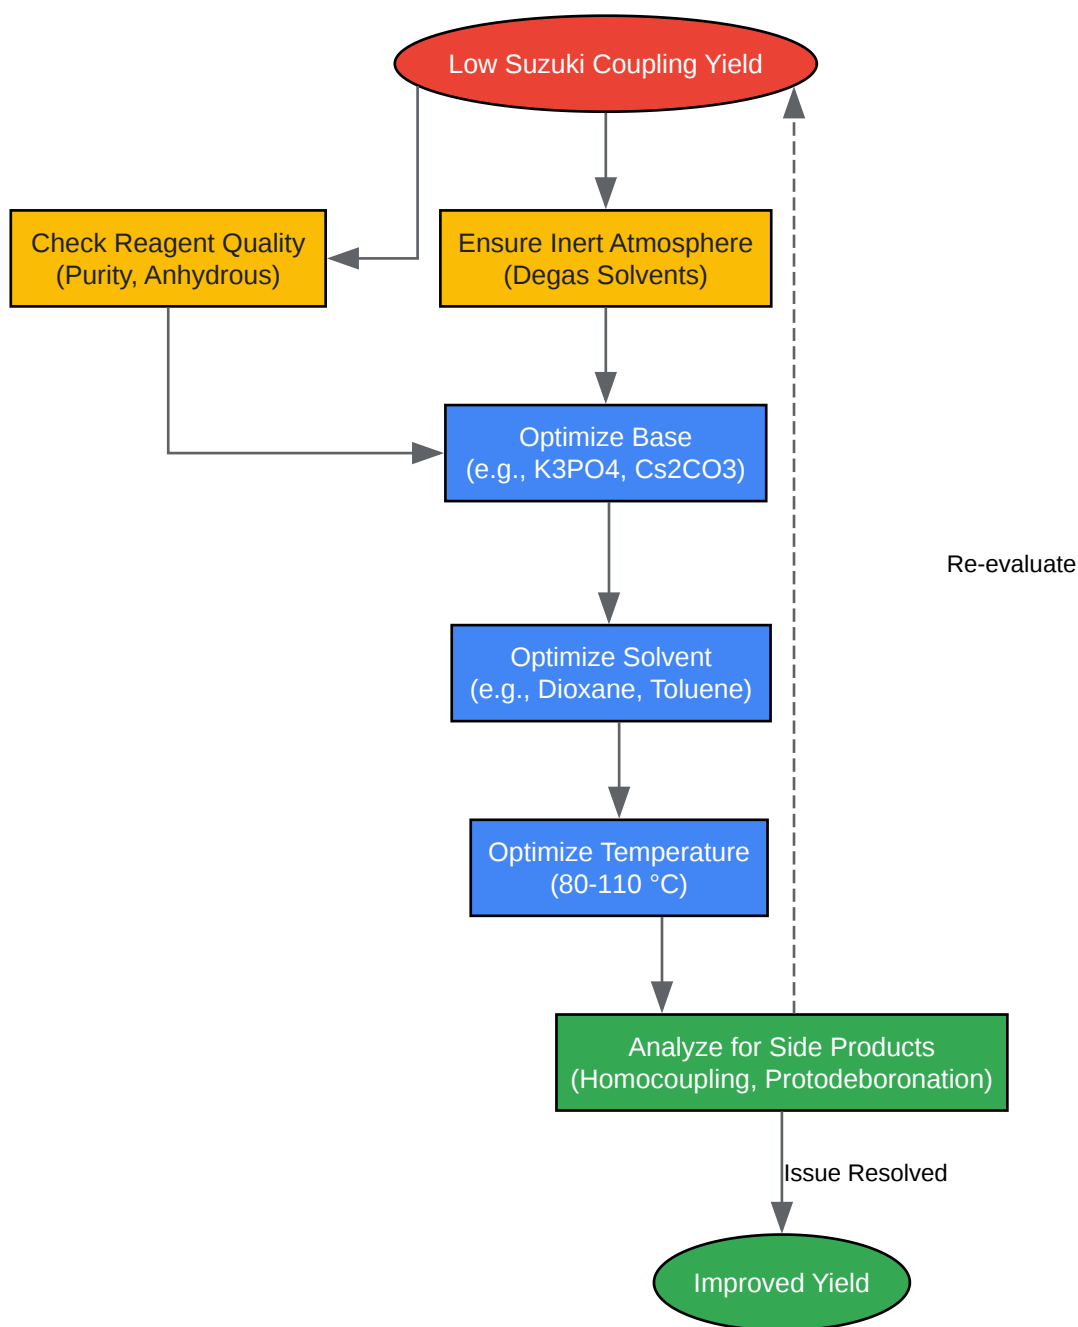 Low Suzuki Coupling Yield
Check Reagent Quality
(Purity, Anhydrous)
Ensure Inert Atmosphere
(Degas Solvents)
Optimize Base
(e.g., K3PO4, Cs2CO3)
Re-evaluate
Optimize Solvent
(e.g., Dioxane, Toluene)
Optimize Temperature
(80-110 °C)
Analyze for Side Products
(Homocoupling, Protodeboronation)
Issue Resolved
Improved Yield